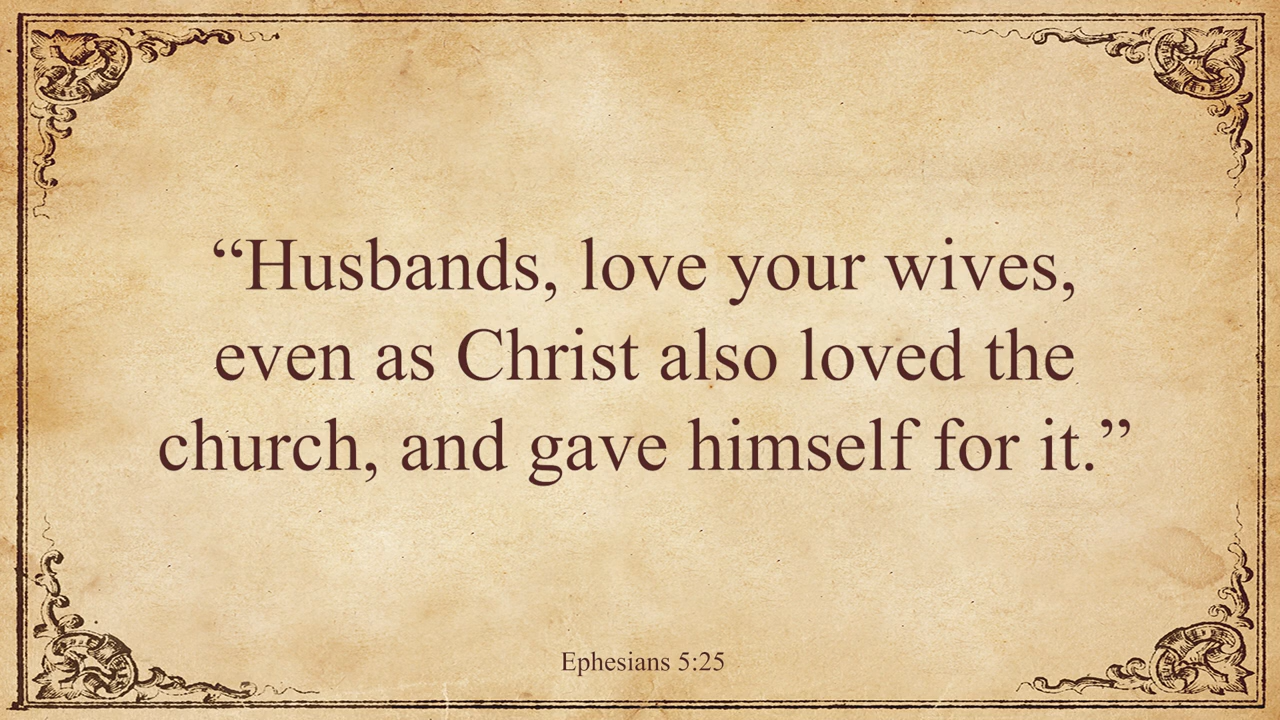 “Husbands, love your wives,
even as Christ also loved the
church, and gave himself for it.”
Ephesians 5:25